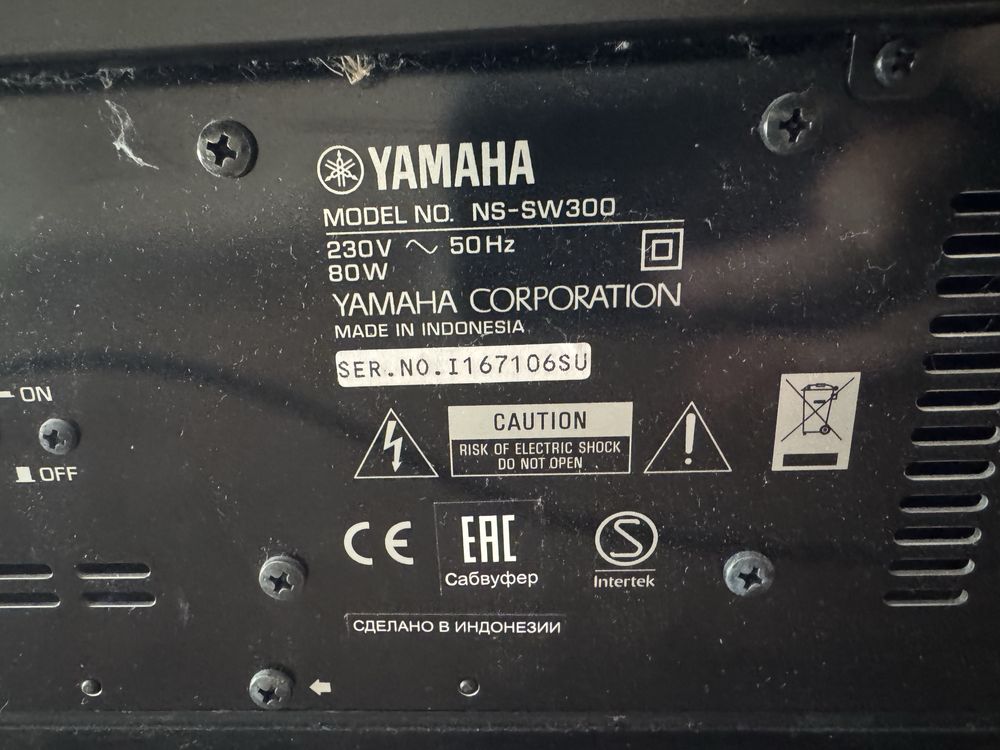 YAMAHA
MODEL NO. NS-SW300
230V ~ 50Hz
80W
YAMAHA CORPORATION
MADE IN INDONESIA
SER.NO.I167106SU
ON
OFF
CAUTION
RISK OF ELECTRIC SHOCK
DO NOT OPEN
CE
EAC
Сабвуфер
S
Intertek
СДЕЛАНО В ИНДОНЕЗИИ